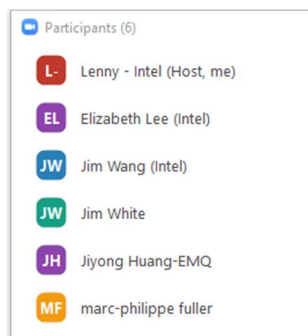 Participants (6)
L- Lenny - Intel (Host, me)
EL Elizabeth Lee (Intel)
JW Jim Wang (Intel)
JW Jim White
JH Jiyong Huang-EMQ
MF marc-philippe fuller